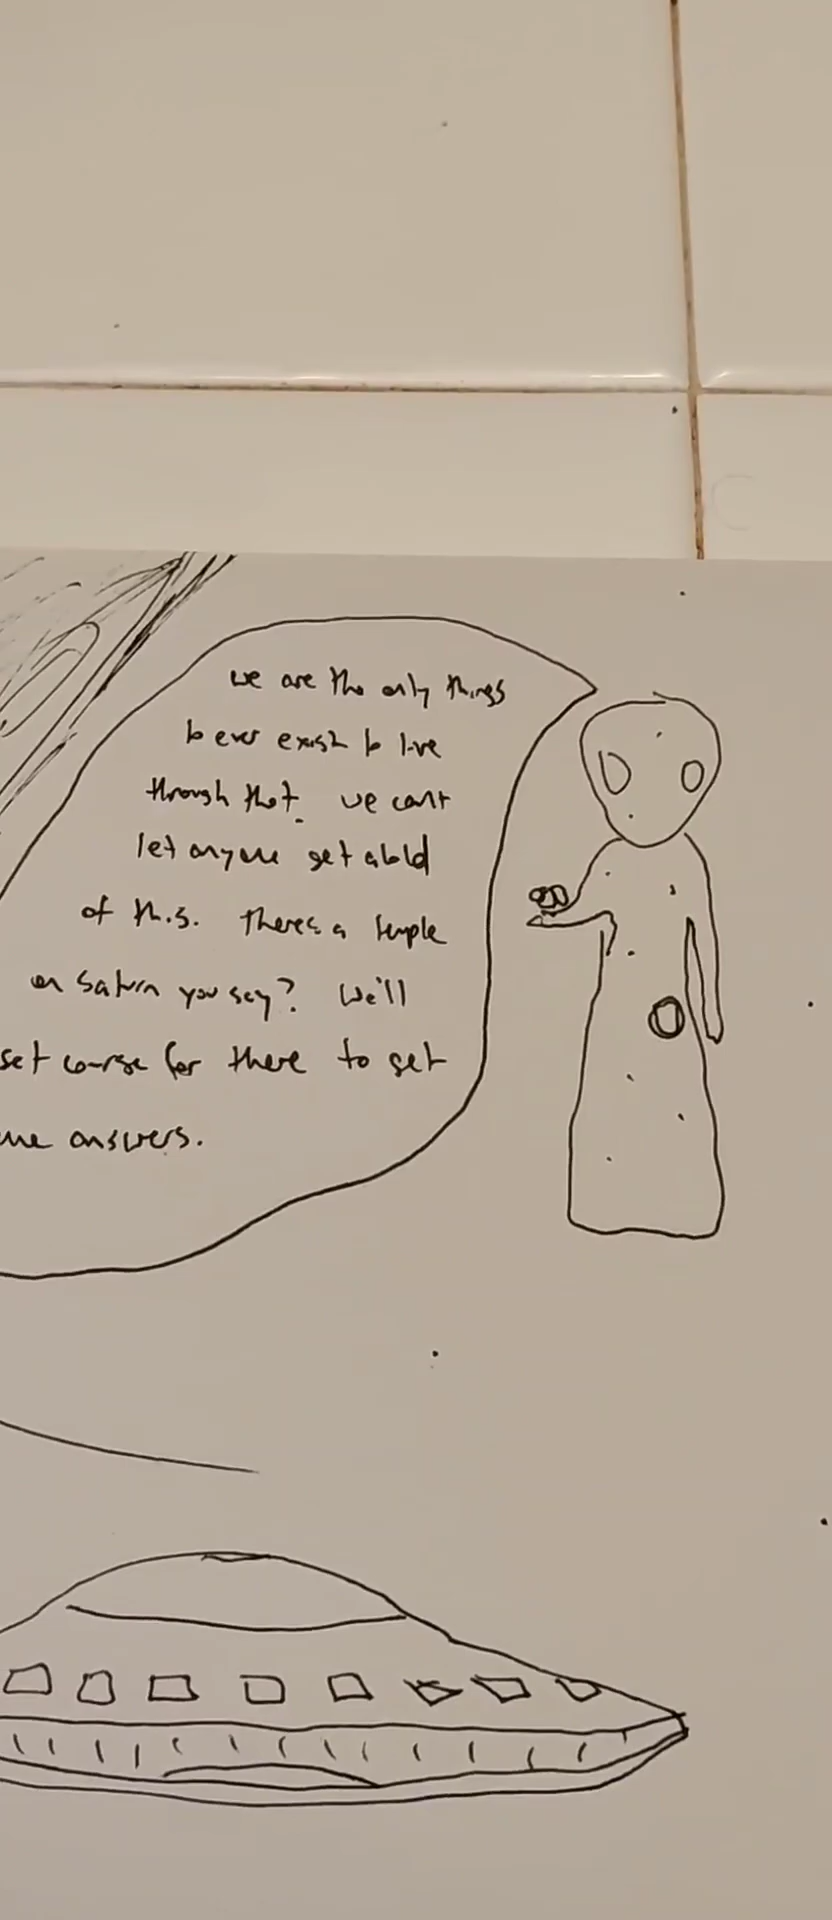 we are the only things
to ever exist to live
through that. we can't
let anyone get ahold
of this. theres a temple
on saturn you say? We'll
set course for there to get
answers.